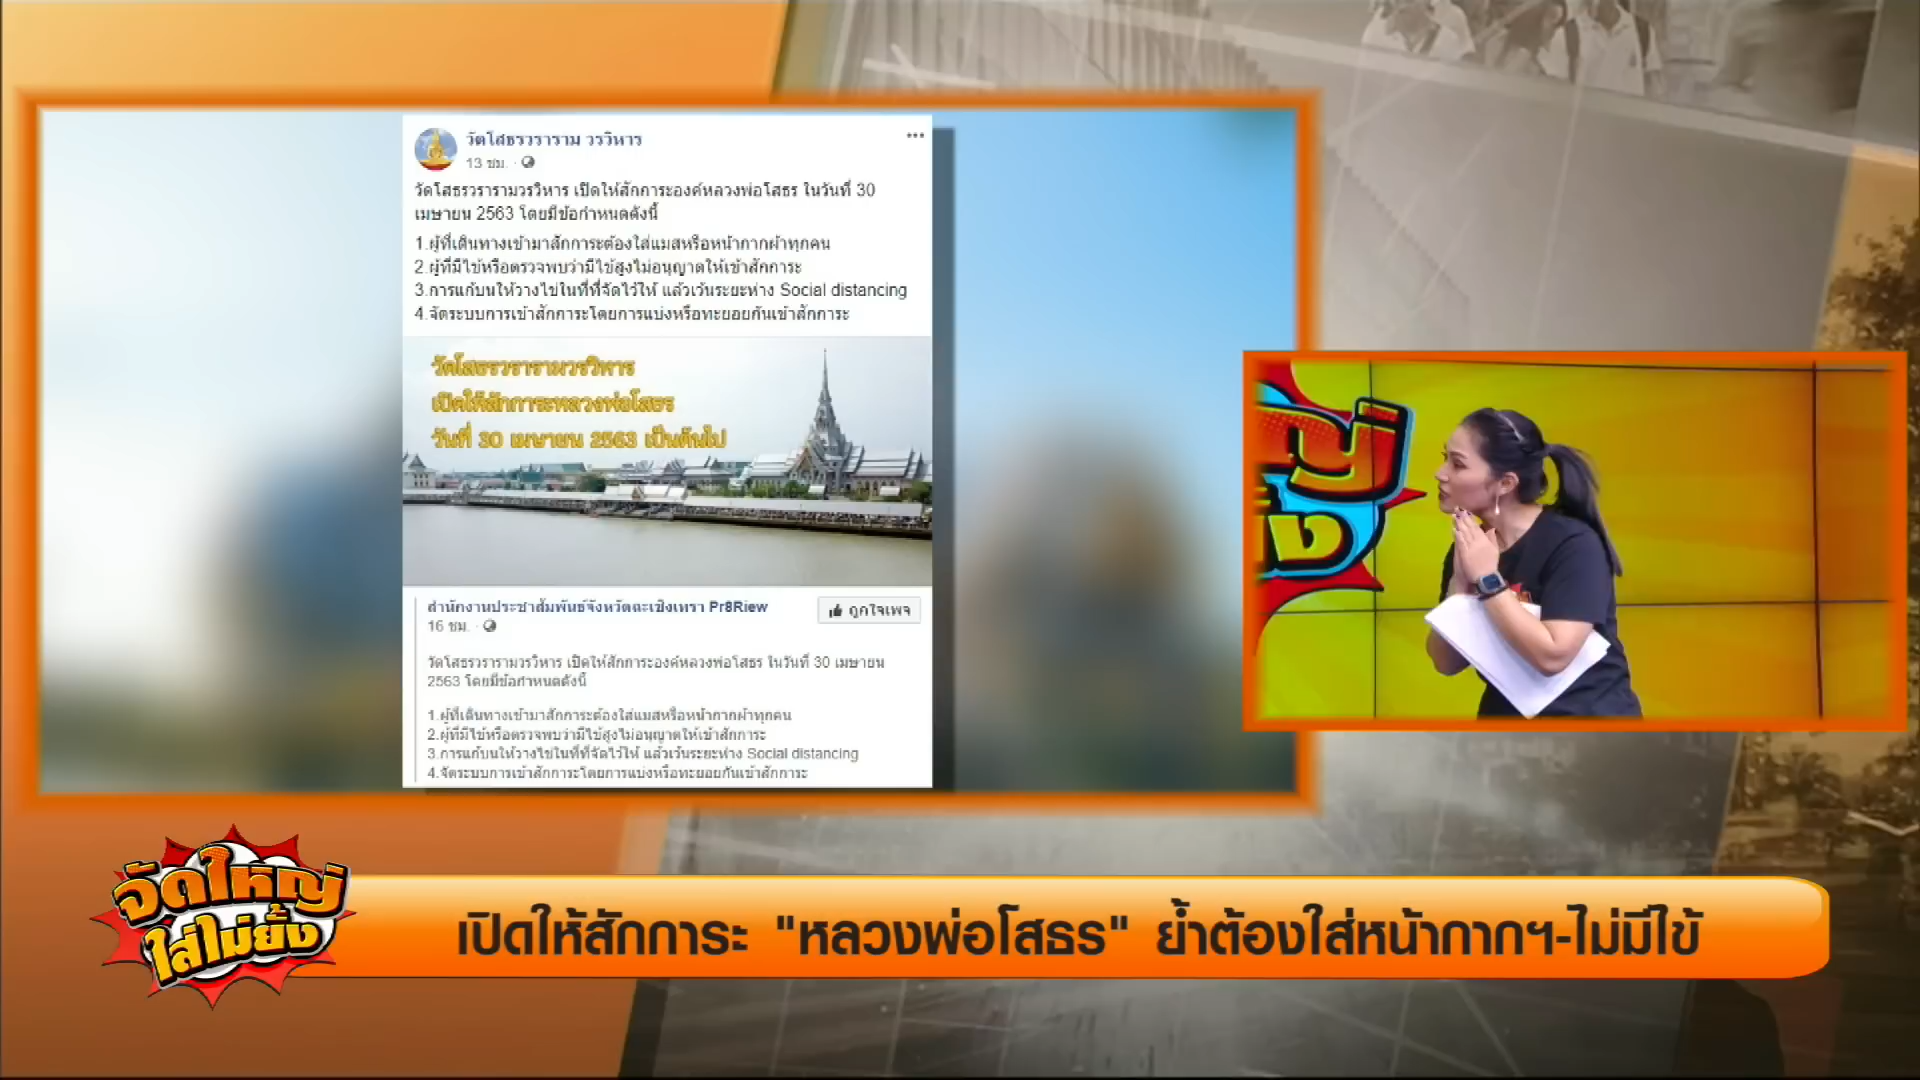 วัดโสธรวราราม วรวิหาร
13 ชม.
วัดโสธรวรารามวรวิหาร เปิดให้สักการะองค์หลวงพ่อโสธร ในวันที่ 30
เมษายน 2563 โดยมีข้อกำหนดดังนี้
1.ผู้ที่เดินทางเข้ามาสักการะต้องใส่แมสหรือหน้ากากผ้าทุกคน
2.ผู้ที่มีไข้หรือตรวจพบว่ามีไข้สูงไม่อนุญาตให้เข้าสักการะ
3.การแก้บนให้วางไข่ในที่ที่จัดไว้ให้ แล้วเว้นระยะห่าง Social distancing
4.จัดระบบการเข้าสักการะโดยการแบ่งหรือทะยอยกันเข้าสักการะ
วัดโสธรวรารามวรวิหาร
เปิดให้สักการะหลวงพ่อโสธร
วันที่ 30 เมษายน 2563 เป็นต้นไป
สำนักงานประชาสัมพันธ์จังหวัดฉะเชิงเทรา Pr8Riew
ถูกใจเพจ
16 ชม.
วัดโสธรวรารามวรวิหาร เปิดให้สักการะองค์หลวงพ่อโสธร ในวันที่ 30 เมษายน
2563 โดยมีข้อกำหนดดังนี้
1.ผู้ที่เดินทางเข้ามาสักการะต้องใส่แมสหรือหน้ากากผ้าทุกคน
2.ผู้ที่มีไข้หรือตรวจพบว่ามีไข้สูงไม่อนุญาตให้เข้าสักการะ
3.การแก้บนให้วางไข่ในที่ที่จัดไว้ให้ แล้วเว้นระยะห่าง Social distancing
4.จัดระบบการเข้าสักการะโดยการแบ่งหรือทะยอยกันเข้าสักการะ
จัดใหญ่
ใส่ไม่ยั้ง
เปิดให้สักการะ "หลวงพ่อโสธร" ย้ำต้องใส่หน้ากากฯ-ไม่มีไข้